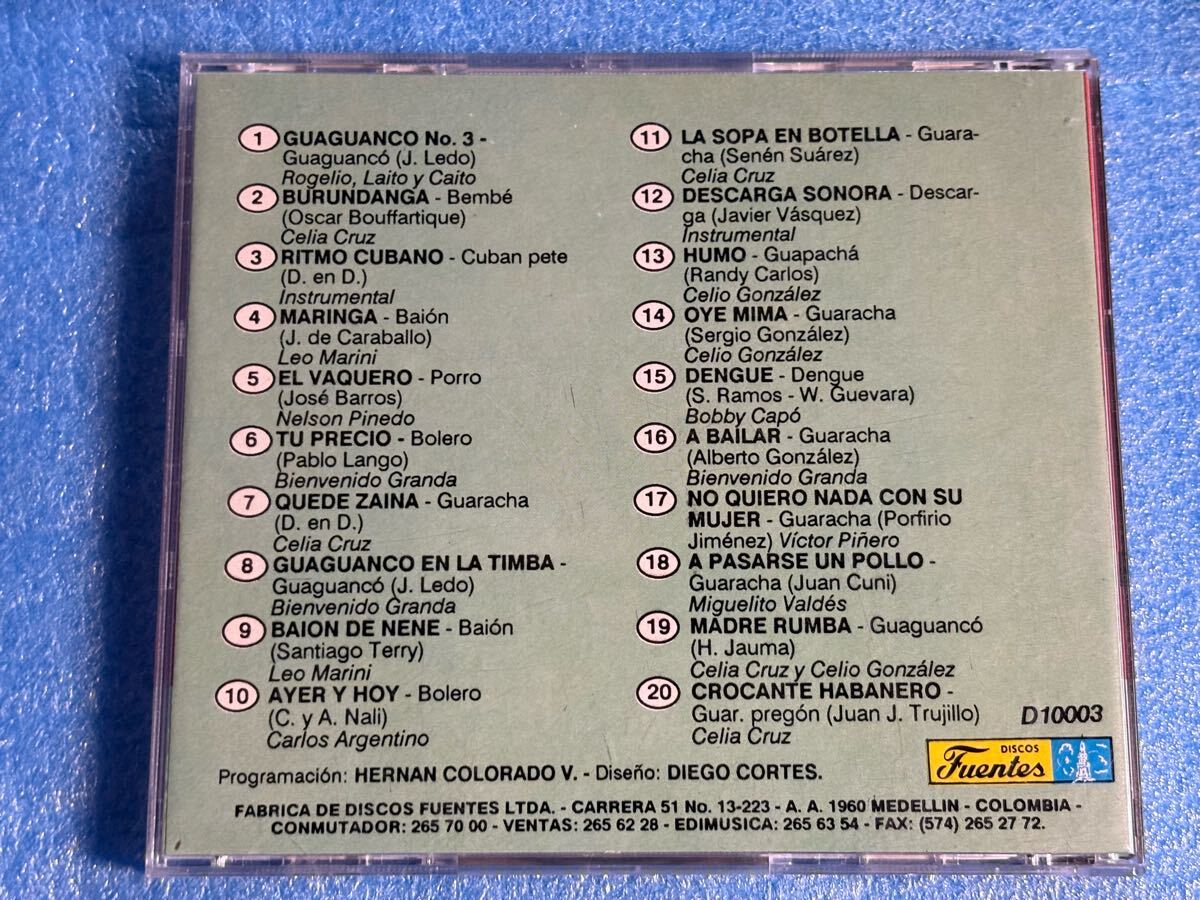 1 GUAGUANCO No. 3 -
Guaguancó (J. Ledo)
Rogelio, Laito y Caito
2 BURUNDANGA - Bembé
(Oscar Bouffartique)
Celia Cruz
3 RITMO CUBANO - Cuban pete
(D. en D.)
Instrumental
4 MARINGA - Baión
(J. de Caraballo)
Leo Marini
5 EL VAQUERO - Porro
(José Barros)
Nelson Pinedo
6 TU PRECIO - Bolero
(Pablo Lango)
Bienvenido Granda
7 QUEDE ZAINA - Guaracha
(D. en D.)
Celia Cruz
8 GUAGUANCO EN LA TIMBA -
Guaguancó (J. Ledo)
Bienvenido Granda
9 BAION DE NENE - Baión
(Santiago Terry)
Leo Marini
10 AYER Y HOY - Bolero
(C. y A. Nali)
Carlos Argentino
11 LA SOPA EN BOTELLA - Guara-
cha (Senén Suárez)
Celia Cruz
12 DESCARGA SONORA - Descar-
ga (Javier Vásquez)
Instrumental
13 HUMO - Guapachá
(Randy Carlos)
Celio González
14 OYE MIMA - Guaracha
(Sergio González)
Celio González
15 DENGUE - Dengue
(S. Ramos - W. Guevara)
Bobby Capó
16 A BAILAR - Guaracha
(Alberto González)
Bienvenido Granda
17 NO QUIERO NADA CON SU
MUJER - Guaracha (Porfirio
Jiménez) Víctor Piñero
18 A PASARSE UN POLLO -
Guaracha (Juan Cuni)
Miguelito Valdés
19 MADRE RUMBA - Guaguancó
(H. Jauma)
Celia Cruz y Celio González
20 CROCANTE HABANERO -
Guar. pregón (Juan J. Trujillo)
Celia Cruz
D10003
DISCOS
Fuentes
Programación: HERNAN COLORADO V. - Diseño: DIEGO CORTES.
FABRICA DE DISCOS FUENTES LTDA. - CARRERA 51 No. 13-223 - A. A. 1960 MEDELLIN - COLOMBIA -
CONMUTADOR: 265 70 00 - VENTAS: 265 62 28 - EDIMUSICA: 265 63 54 - FAX: (574) 265 27 72.